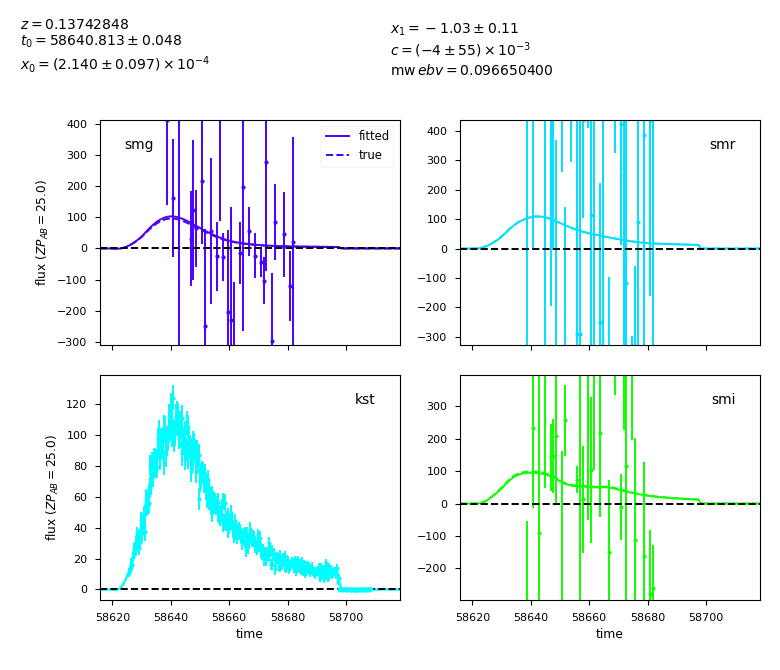 z = 0.13742848
t0 = 58640.813 ± 0.048
x0 = (2.140 ± 0.097) × 10^−4
x1 = −1.03 ± 0.11
c = (−4 ± 55) × 10^−3
mw ebv = 0.096650400
smg
fitted
true
400
300
200
100
0
−100
−200
−300
flux (ZP_AB = 25.0)
smr
400
300
200
100
0
−100
−200
−300
kst
120
100
80
60
40
20
0
flux (ZP_AB = 25.0)
58620 58640 58660 58680 58700
time
smi
300
200
100
0
−100
−200
58620 58640 58660 58680 58700
time